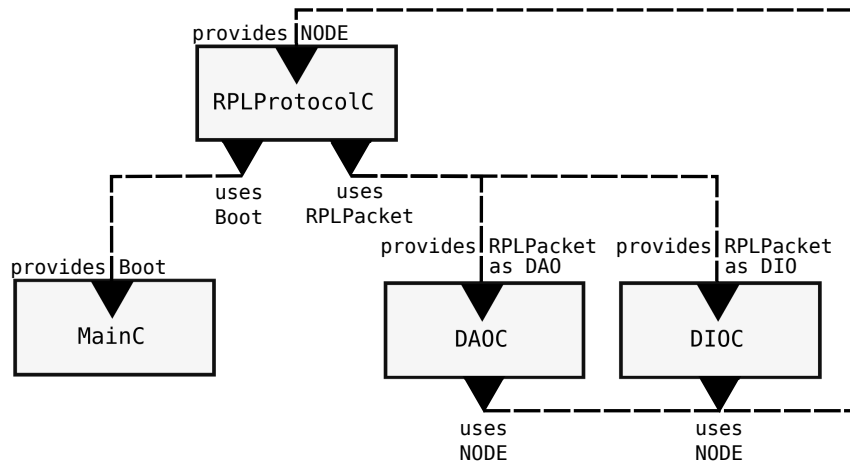 provides NODE
RPLProtocolC
uses
Boot
uses
RPLPacket
provides Boot
MainC
provides RPLPacket
as DAO
DAOC
provides RPLPacket
as DIO
DIOC
uses
NODE
uses
NODE